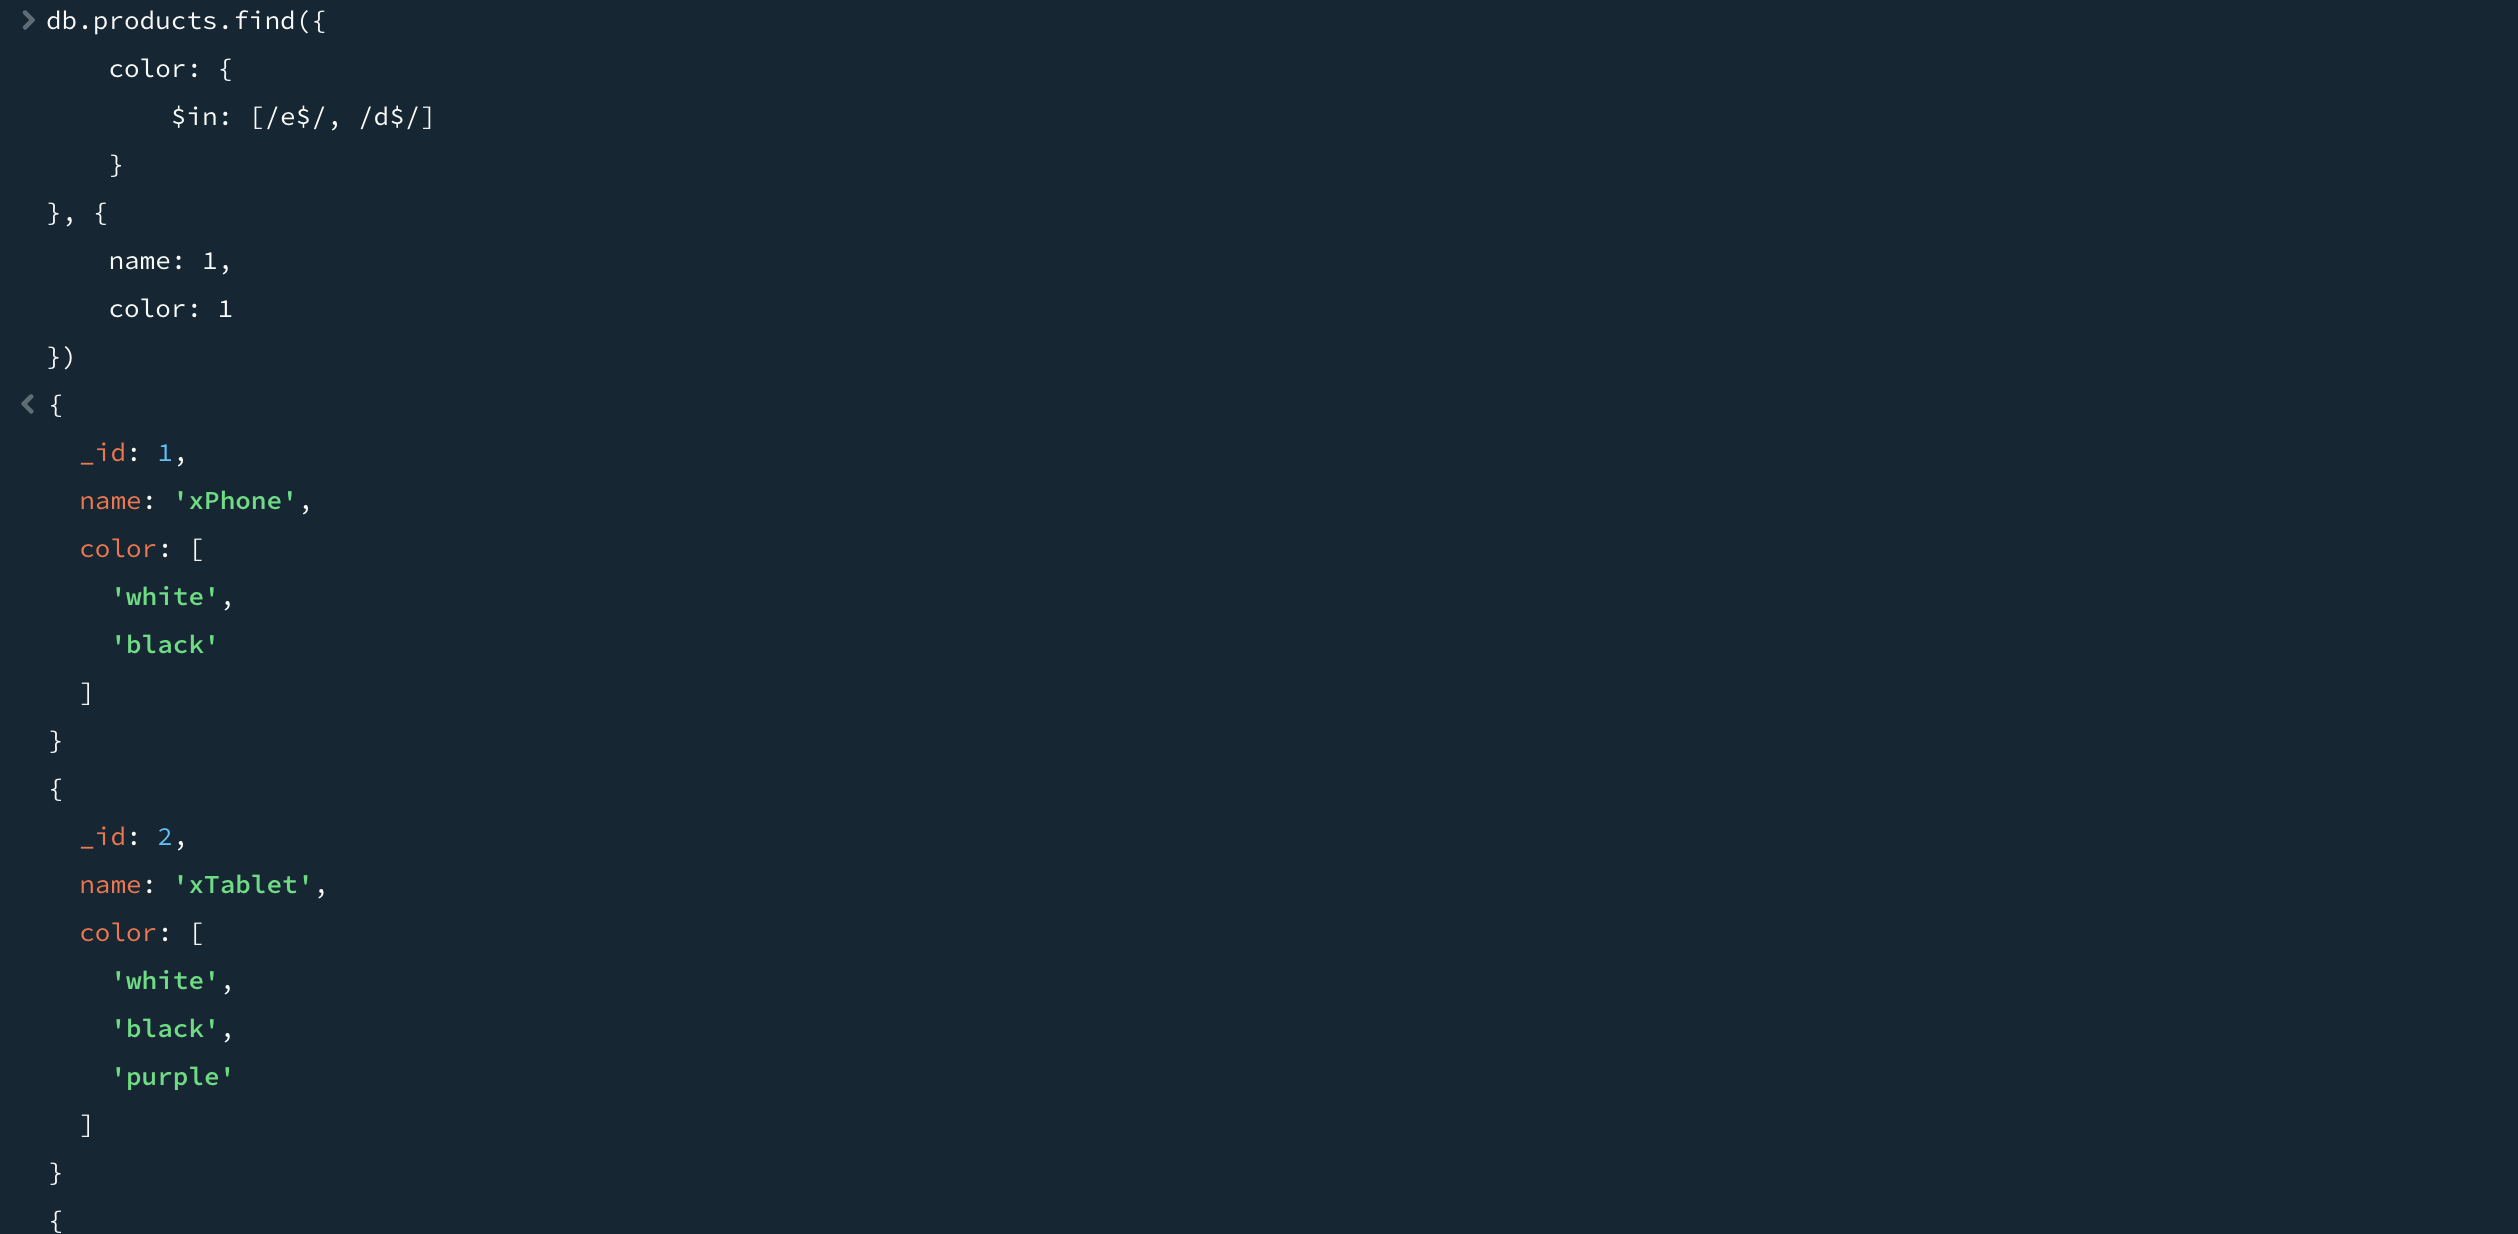 db.products.find({
color: {
$in: [/e$/, /d$/]
}
}, {
name: 1,
color: 1
})
{
_id: 1,
name: 'xPhone',
color: [
'white',
'black'
]
}
{
_id: 2,
name: 'xTablet',
color: [
'white',
'black',
'purple'
]
}
{